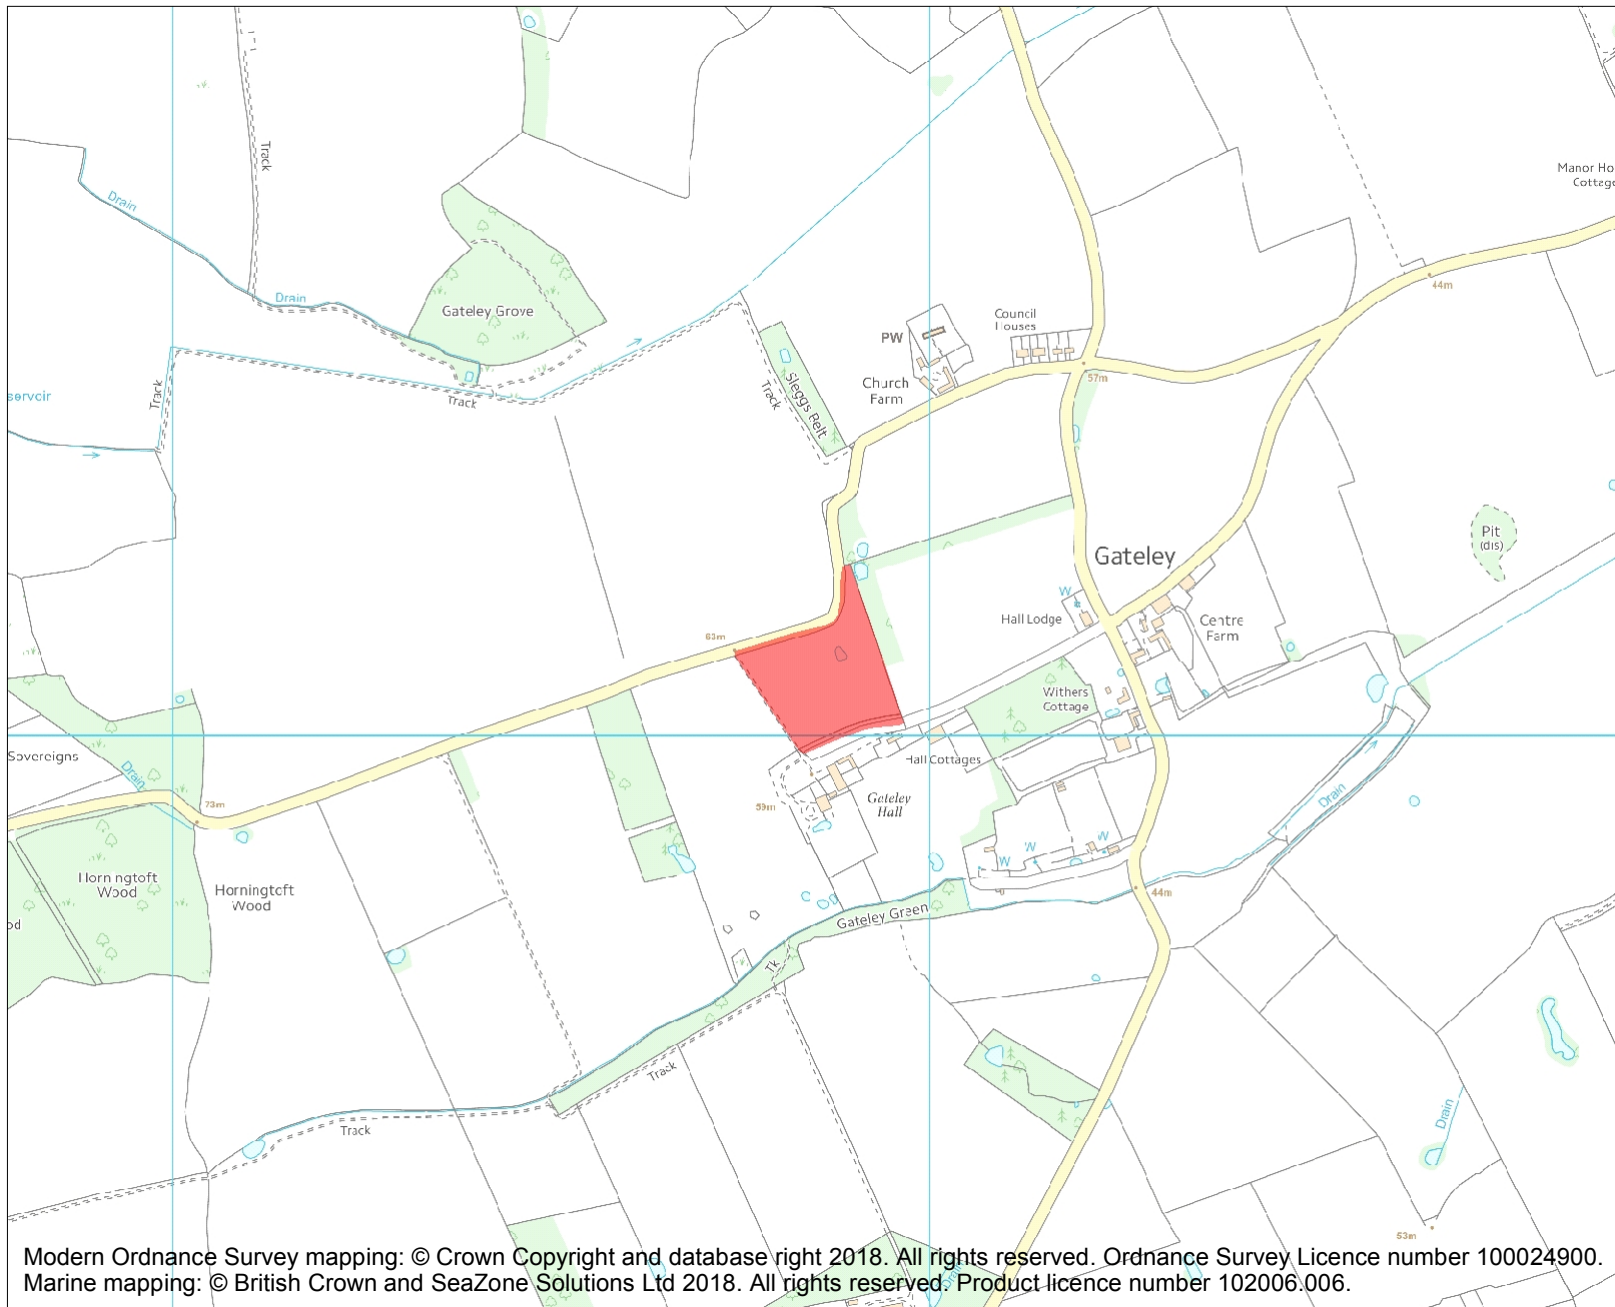 Track
Manor Ho
Cottage
Drain
Drain
44m
Gateley Grove
Council
Houses
PW
57m
Church
Farm
servoir
Track
Track
Track
Sleggs Belt
Pit
(dis)
Gateley
W
Hall Lodge
Centre
Farm
63m
Withers
Cottage
Sovereigns
Drain
Hall Cottages
73m
59m
Gateley
Hall
Drain
W
W
W
Horningtoft
Wood
Horningtoft
Wood
44m
od
Gateley Green
Tk
Track
Track
Drain
53m
Drain
Modern Ordnance Survey mapping: © Crown Copyright and database right 2018. All rights reserved. Ordnance Survey Licence number 100024900.
Marine mapping: © British Crown and SeaZone Solutions Ltd 2018. All rights reserved. Product licence number 102006.006.